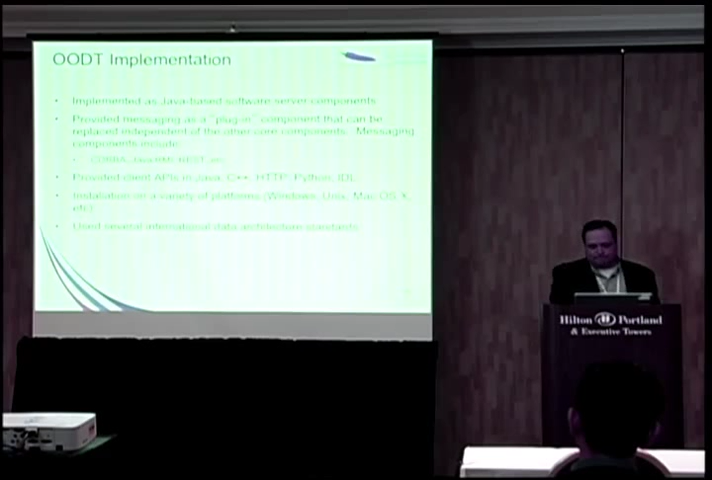 OODT Implementation
• Implemented as Java-based software server components
• Provided messaging as a "plug-in" component that can be
replaced independent of the other core components. Messaging
components include:
• CORBA, Java RMI, REST, etc
• Provided client APIs in Java, C++, HTTP, Python, IDL
• Installation on a variety of platforms (Windows, Unix, Mac OS X,
etc)
• Used several international data architecture standards
Hilton Portland
& Executive Towers